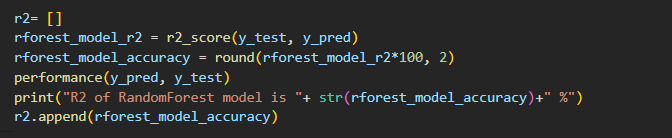 r2= []
rforest_model_r2 = r2_score(y_test, y_pred)
rforest_model_accuracy = round(rforest_model_r2*100, 2)
performance(y_pred, y_test)
print("R2 of RandomForest model is "+ str(rforest_model_accuracy)+" %")
r2.append(rforest_model_accuracy)